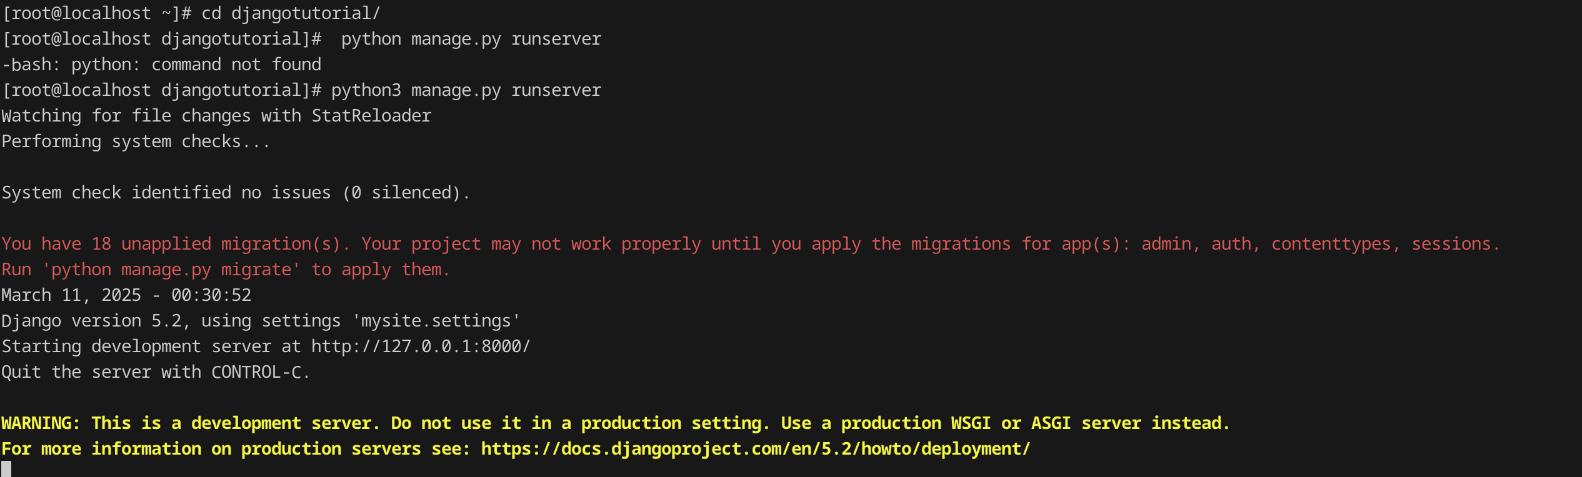 [root@localhost ~]# cd djangotutorial/
[root@localhost djangotutorial]#  python manage.py runserver
-bash: python: command not found
[root@localhost djangotutorial]# python3 manage.py runserver
Watching for file changes with StatReloader
Performing system checks...

System check identified no issues (0 silenced).

You have 18 unapplied migration(s). Your project may not work properly until you apply the migrations for app(s): admin, auth, contenttypes, sessions.
Run 'python manage.py migrate' to apply them.
March 11, 2025 - 00:30:52
Django version 5.2, using settings 'mysite.settings'
Starting development server at http://127.0.0.1:8000/
Quit the server with CONTROL-C.

WARNING: This is a development server. Do not use it in a production setting. Use a production WSGI or ASGI server instead.
For more information on production servers see: https://docs.djangoproject.com/en/5.2/howto/deployment/